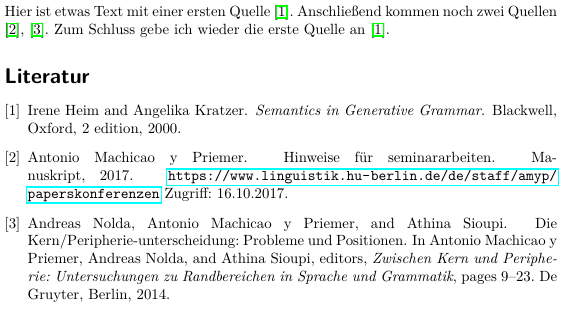 Hier ist etwas Text mit einer ersten Quelle [1]. Anschließend kommen noch zwei Quellen
[2], [3]. Zum Schluss gebe ich wieder die erste Quelle an [1].
Literatur
[1] Irene Heim and Angelika Kratzer. Semantics in Generative Grammar. Blackwell,
Oxford, 2 edition, 2000.
[2] Antonio Machicao y Priemer. Hinweise für seminararbeiten. Ma-
nuskript, 2017. https://www.linguistik.hu-berlin.de/de/staff/amyp/
paperskonferenzen Zugriff: 16.10.2017.
[3] Andreas Nolda, Antonio Machicao y Priemer, and Athina Sioupi. Die
Kern/Peripherie-unterscheidung: Probleme und Positionen. In Antonio Machicao y
Priemer, Andreas Nolda, and Athina Sioupi, editors, Zwischen Kern und Periphe-
rie: Untersuchungen zu Randbereichen in Sprache und Grammatik, pages 9–23. De
Gruyter, Berlin, 2014.